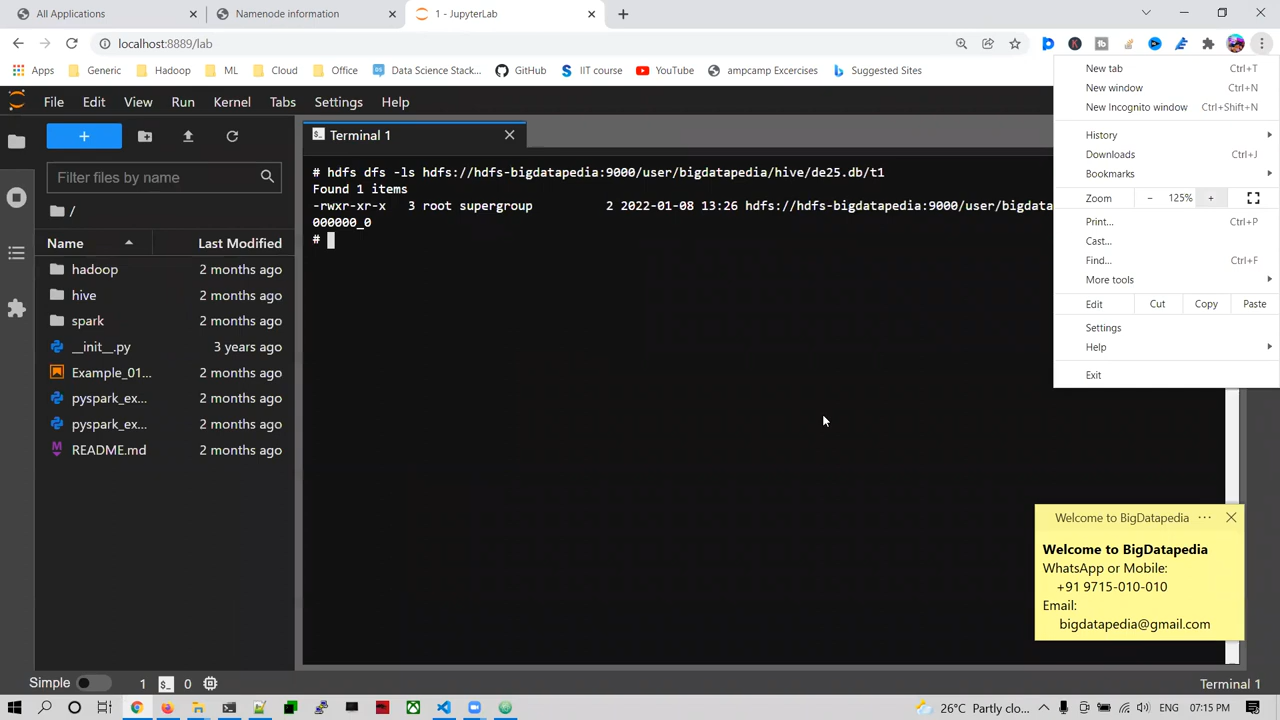 All Applications
Namenode information
1 - JupyterLab
localhost:8889/lab
Apps
Generic
Hadoop
ML
Cloud
Office
Data Science Stack...
GitHub
IIT course
YouTube
ampcamp Excercises
Suggested Sites
File
Edit
View
Run
Kernel
Tabs
Settings
Help
Filter files by name
/
Name
Last Modified
hadoop
2 months ago
hive
2 months ago
spark
2 months ago
__init__.py
3 years ago
Example_01...
2 months ago
pyspark_ex...
2 months ago
pyspark_ex...
2 months ago
README.md
2 months ago
Terminal 1
# hdfs dfs -ls hdfs://hdfs-bigdatapedia:9000/user/bigdatapedia/hive/de25.db/t1
Found 1 items
-rwxr-xr-x   3 root supergroup          2 2022-01-08 13:26 hdfs://hdfs-bigdatapedia:9000/user/bigdata
000000_0
#
New tab
Ctrl+T
New window
Ctrl+N
New Incognito window
Ctrl+Shift+N
History
Downloads
Ctrl+J
Bookmarks
Zoom
-
125%
+
Print...
Ctrl+P
Cast...
Find...
Ctrl+F
More tools
Edit
Cut
Copy
Paste
Settings
Help
Exit
Welcome to BigDatapedia
Welcome to BigDatapedia
WhatsApp or Mobile:
+91 9715-010-010
Email:
bigdatapedia@gmail.com
Simple
1
0
Terminal 1
26°C Partly clo...
ENG
07:15 PM